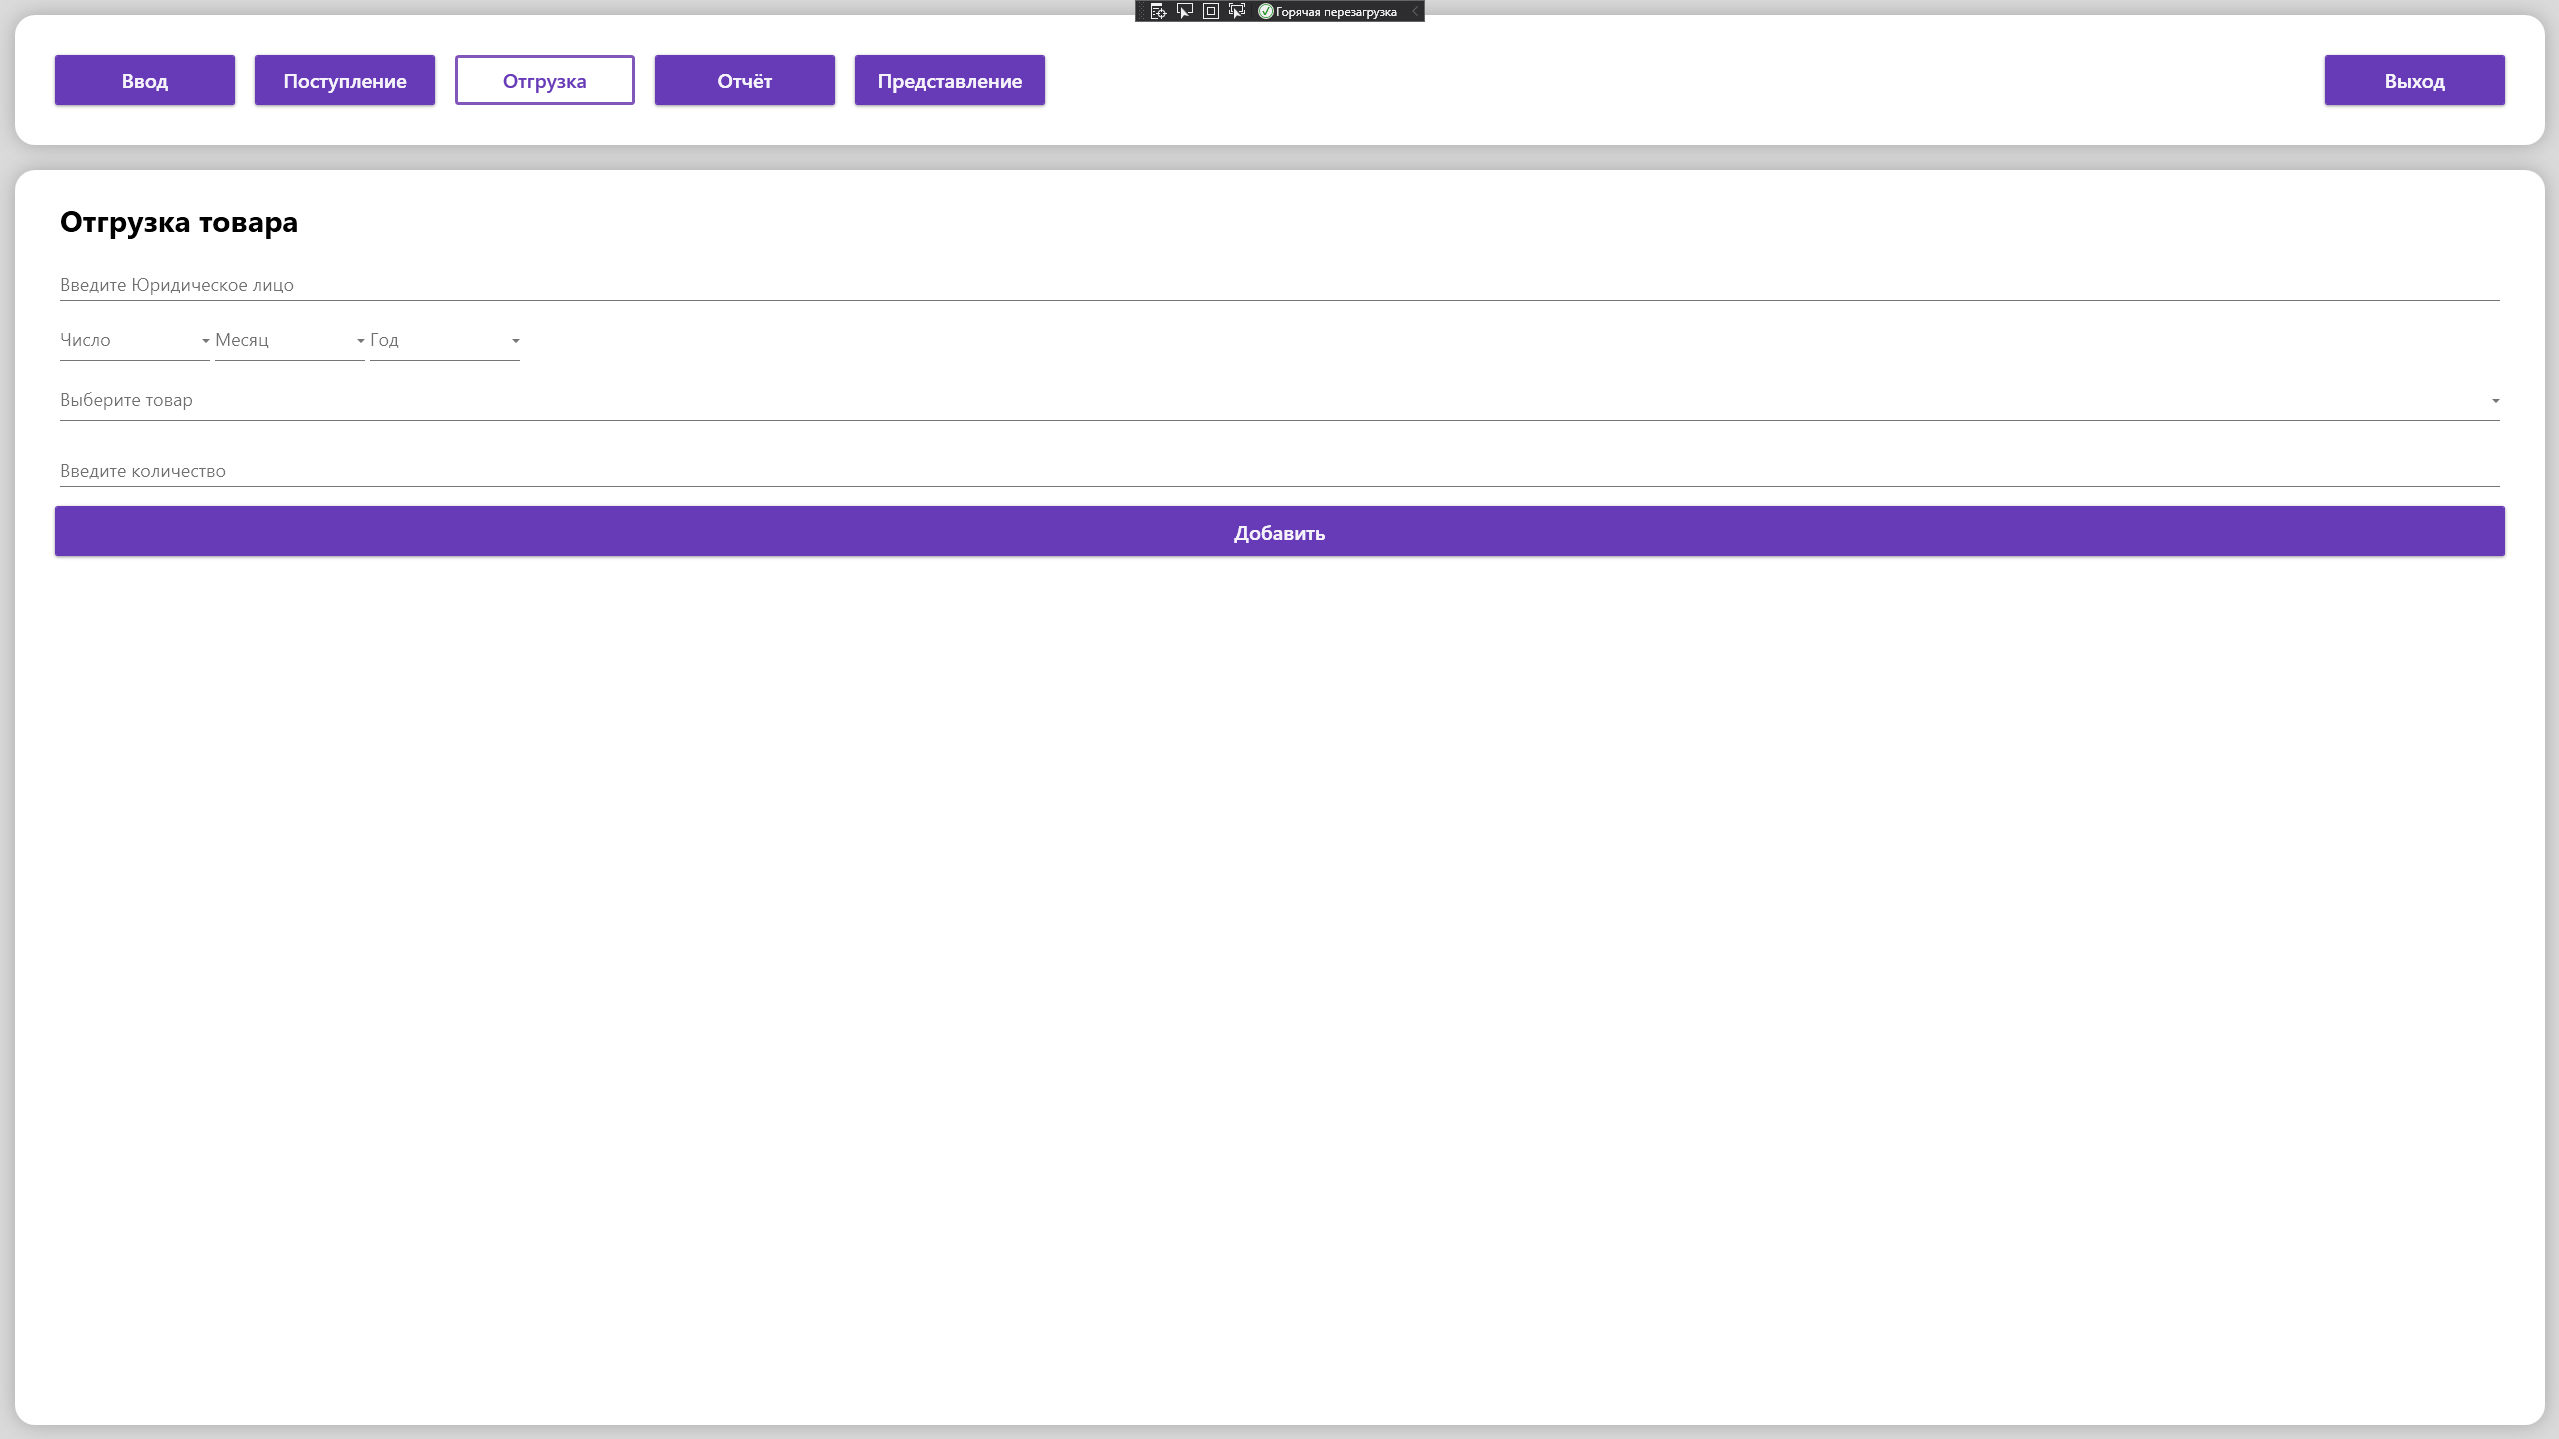 Горячая перезагрузка
Ввод
Поступление
Отгрузка
Отчёт
Представление
Выход
Отгрузка товара
Введите Юридическое лицо
Число
Месяц
Год
Выберите товар
Введите количество
Добавить